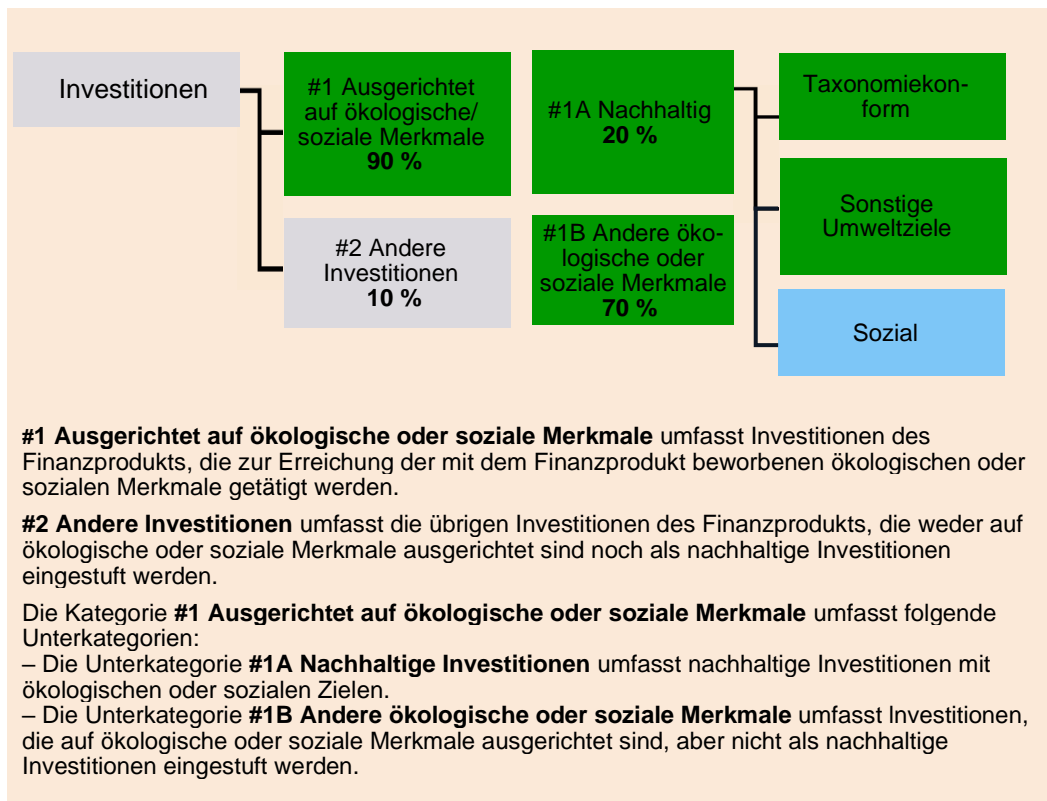 Investitionen
#1 Ausgerichtet
auf ökologische/
soziale Merkmale
90 %
#2 Andere
Investitionen
10 %
#1A Nachhaltig
20 %
#1B Andere öko-
logische oder
soziale Merkmale
70 %
Taxonomiekon-
form
Sonstige
Umweltziele
Sozial
#1 Ausgerichtet auf ökologische oder soziale Merkmale umfasst Investitionen des
Finanzprodukts, die zur Erreichung der mit dem Finanzprodukt beworbenen ökologischen oder
sozialen Merkmale getätigt werden.
#2 Andere Investitionen umfasst die übrigen Investitionen des Finanzprodukts, die weder auf
ökologische oder soziale Merkmale ausgerichtet sind noch als nachhaltige Investitionen
eingestuft werden.
Die Kategorie #1 Ausgerichtet auf ökologische oder soziale Merkmale umfasst folgende
Unterkategorien:
– Die Unterkategorie #1A Nachhaltige Investitionen umfasst nachhaltige Investitionen mit
ökologischen oder sozialen Zielen.
– Die Unterkategorie #1B Andere ökologische oder soziale Merkmale umfasst Investitionen,
die auf ökologische oder soziale Merkmale ausgerichtet sind, aber nicht als nachhaltige
Investitionen eingestuft werden.